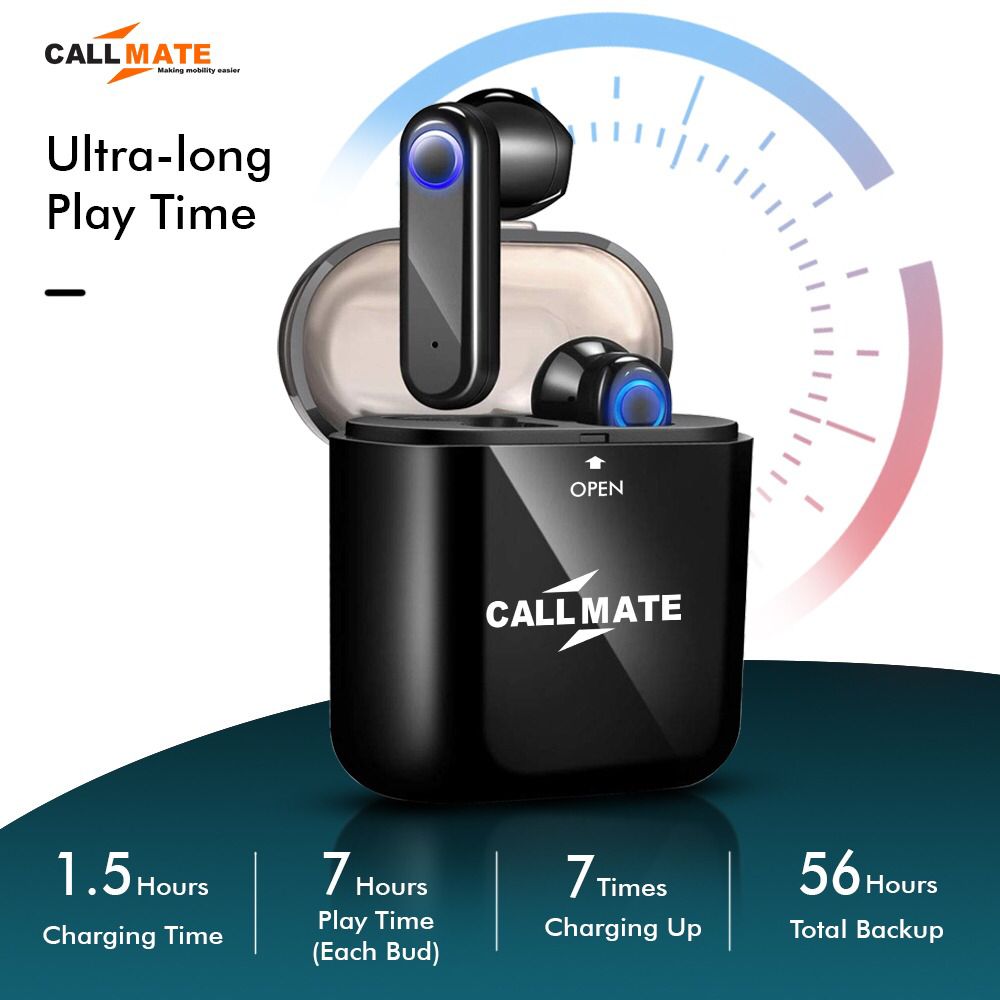 CALLMATE
Making mobility easier
Ultra-long
Play Time
OPEN
CALLMATE
1.5 Hours
Charging Time
7 Hours
Play Time
(Each Bud)
7 Times
Charging Up
56 Hours
Total Backup